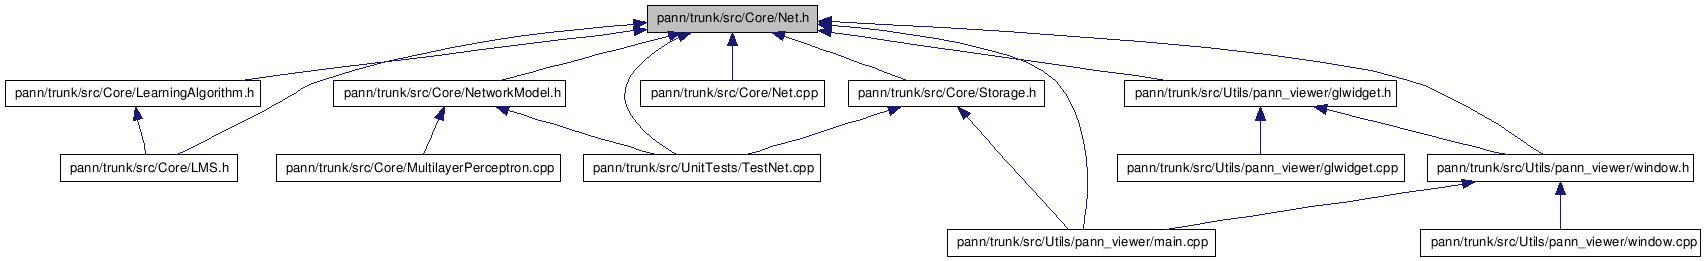 pann/trunk/src/Core/Net.h
pann/trunk/src/Core/LearningAlgorithm.h
pann/trunk/src/Core/NetworkModel.h
pann/trunk/src/Core/Net.cpp
pann/trunk/src/Core/Storage.h
pann/trunk/src/Utils/pann_viewer/glwidget.h
pann/trunk/src/Core/LMS.h
pann/trunk/src/Core/MultilayerPerceptron.cpp
pann/trunk/src/UnitTests/TestNet.cpp
pann/trunk/src/Utils/pann_viewer/glwidget.cpp
pann/trunk/src/Utils/pann_viewer/window.h
pann/trunk/src/Utils/pann_viewer/main.cpp
pann/trunk/src/Utils/pann_viewer/window.cpp